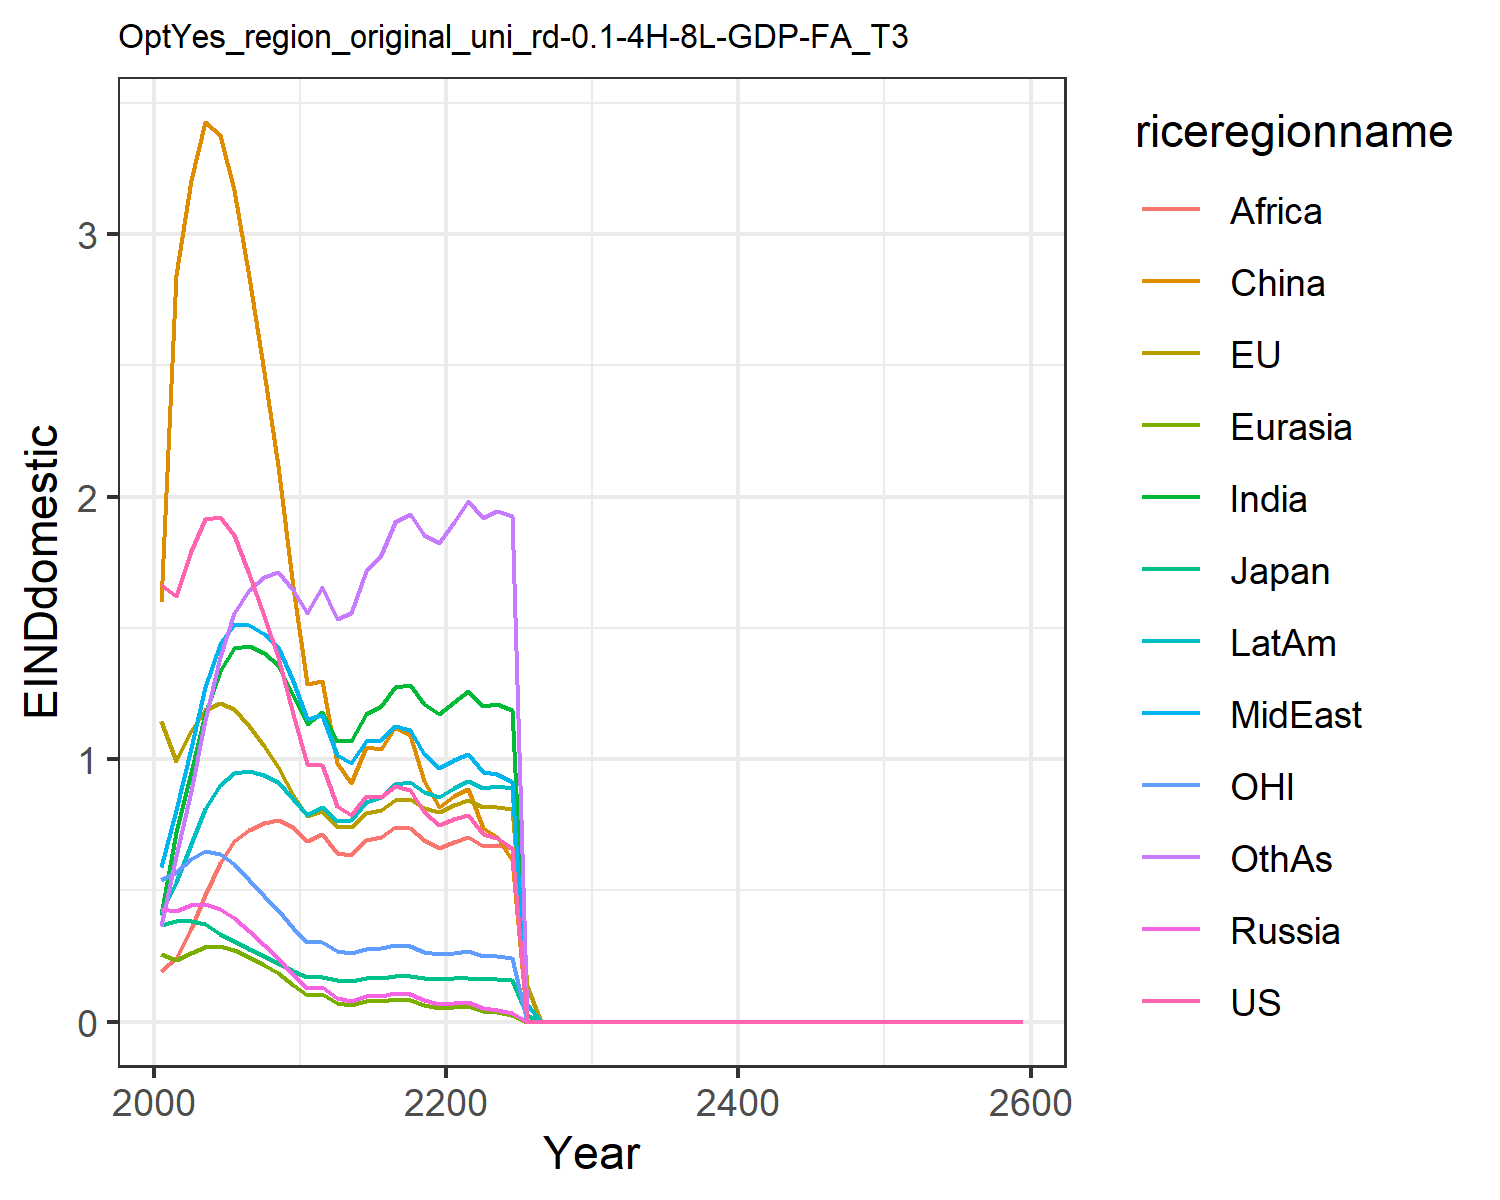 OptYes_region_original_uni_rd-0.1-4H-8L-GDP-FA_T3
EINDdomestic
3
2
1
0
2000
2200
2400
2600
Year
riceregionname
Africa
China
EU
Eurasia
India
Japan
LatAm
MidEast
OHI
OthAs
Russia
US